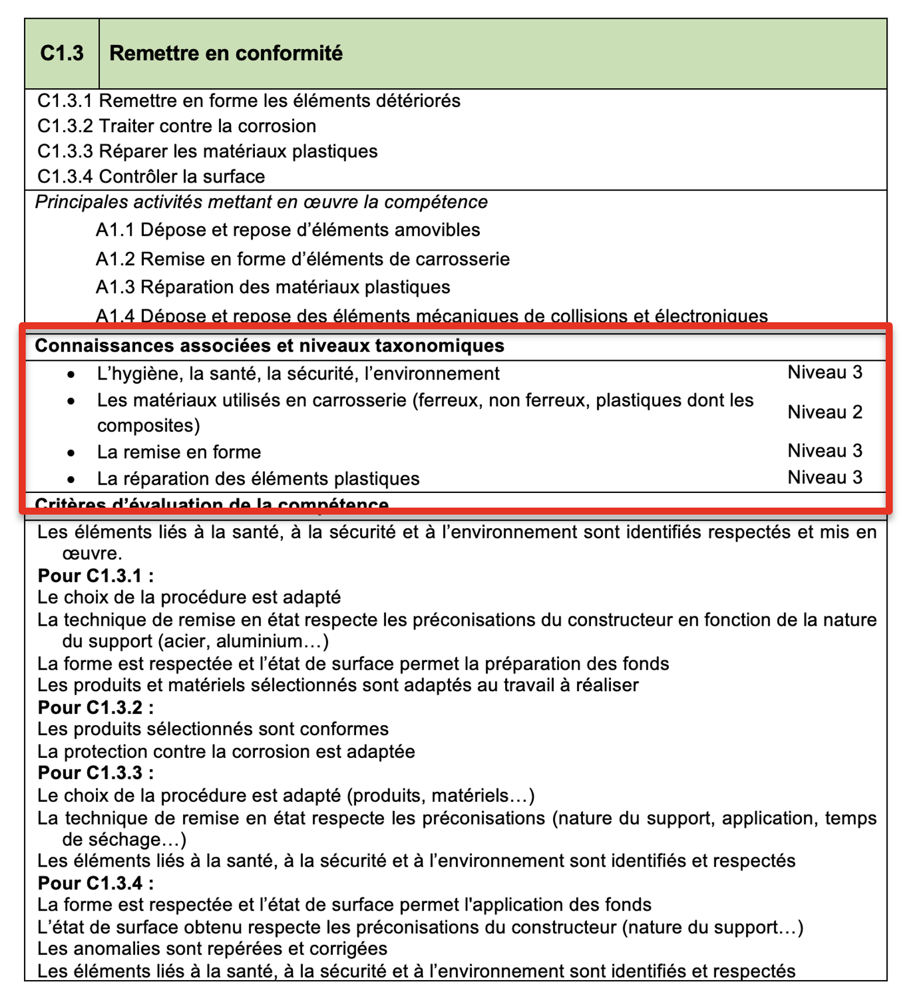 C1.3 Remettre en conformité
C1.3.1 Remettre en forme les éléments détériorés
C1.3.2 Traiter contre la corrosion
C1.3.3 Réparer les matériaux plastiques
C1.3.4 Contrôler la surface
Principales activités mettant en œuvre la compétence
A1.1 Dépose et repose d’éléments amovibles
A1.2 Remise en forme d’éléments de carrosserie
A1.3 Réparation des matériaux plastiques
A1.4 Dépose et repose des éléments mécaniques de collisions et électroniques
Connaissances associées et niveaux taxonomiques
• L’hygiène, la santé, la sécurité, l’environnement Niveau 3
• Les matériaux utilisés en carrosserie (ferreux, non ferreux, plastiques dont les
composites) Niveau 2
• La remise en forme Niveau 3
• La réparation des éléments plastiques Niveau 3
Critères d’évaluation de la compétence
Les éléments liés à la santé, à la sécurité et à l’environnement sont identifiés respectés et mis en
œuvre.
Pour C1.3.1 :
Le choix de la procédure est adapté
La technique de remise en état respecte les préconisations du constructeur en fonction de la nature
du support (acier, aluminium…)
La forme est respectée et l’état de surface permet la préparation des fonds
Les produits et matériels sélectionnés sont adaptés au travail à réaliser
Pour C1.3.2 :
Les produits sélectionnés sont conformes
La protection contre la corrosion est adaptée
Pour C1.3.3 :
Le choix de la procédure est adapté (produits, matériels…)
La technique de remise en état respecte les préconisations (nature du support, application, temps
de séchage…)
Les éléments liés à la santé, à la sécurité et à l’environnement sont identifiés et respectés
Pour C1.3.4 :
La forme est respectée et l’état de surface permet l'application des fonds
L’état de surface obtenu respecte les préconisations du constructeur (nature du support…)
Les anomalies sont repérées et corrigées
Les éléments liés à la santé, à la sécurité et à l’environnement sont identifiés et respectés